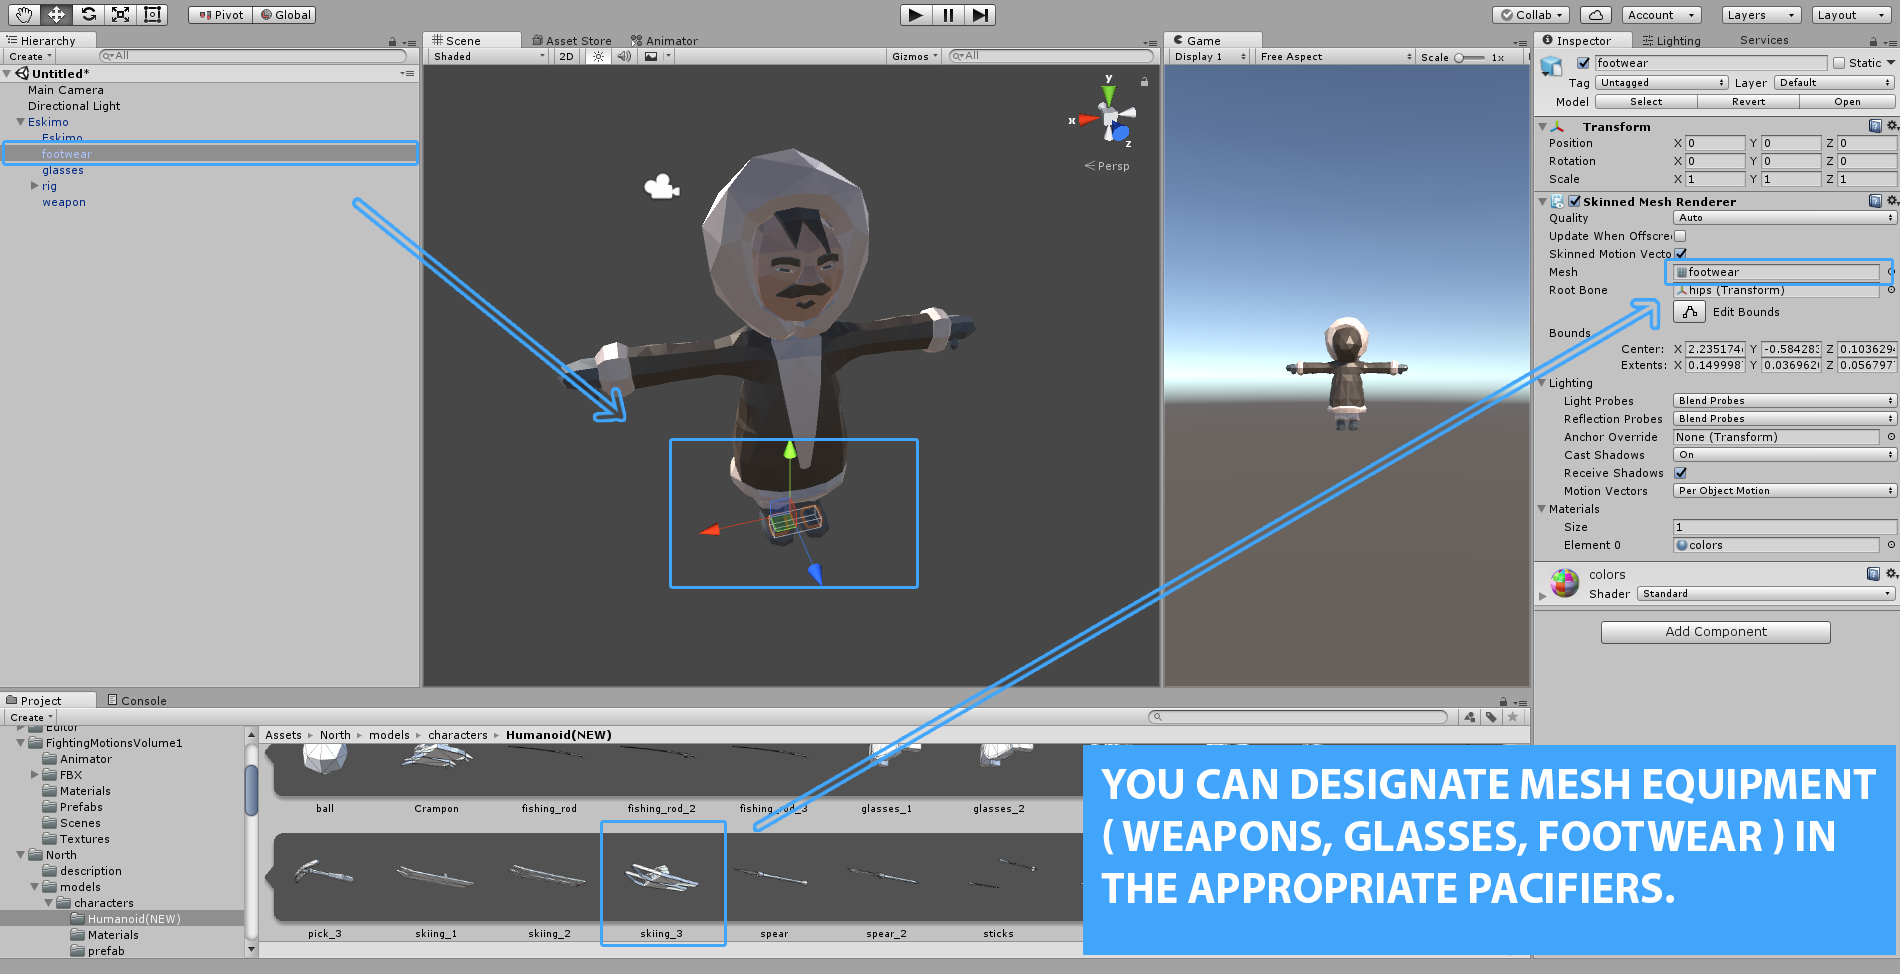 Pivot Global Collab Account Layers Layout
Hierarchy
Create All
Untitled*
Main Camera
Directional Light
Eskimo
Eskimo
footwear
glasses
rig
weapon
Scene Asset Store Animator
Shaded 2D Gizmos All
y
x
z
Persp
Game
Display 1 Free Aspect Scale 1x
Inspector Lighting Services
footwear Static
Tag Untagged Layer Default
Model Select Revert Open
Transform
Position X 0 Y 0 Z 0
Rotation X 0 Y 0 Z 0
Scale X 1 Y 1 Z 1
Skinned Mesh Renderer
Quality Auto
Update When Offscre
Skinned Motion Vecto
Mesh footwear
Root Bone hips (Transform)
Edit Bounds
Bounds
Center: X 2.235174 Y -0.584283 Z 0.103629
Extents: X 0.149998 Y 0.036962 Z 0.056797
Lighting
Light Probes Blend Probes
Reflection Probes Blend Probes
Anchor Override None (Transform)
Cast Shadows On
Receive Shadows
Motion Vectors Per Object Motion
Materials
Size 1
Element 0 colors
colors
Shader Standard
Add Component
Project Console
Create
Editor
FightingMotionsVolume1
Animator
FBX
Materials
Prefabs
Scenes
Textures
North
description
models
characters
Humanoid(NEW)
Materials
prefab
Assets North models characters Humanoid(NEW)
ball Crampon fishing_rod fishing_rod_2 fishing_rod_3 glasses_1 glasses_2
pick_3 skiing_1 skiing_2 skiing_3 spear spear_2 sticks
YOU CAN DESIGNATE MESH EQUIPMENT
( WEAPONS, GLASSES, FOOTWEAR ) IN
THE APPROPRIATE PACIFIERS.